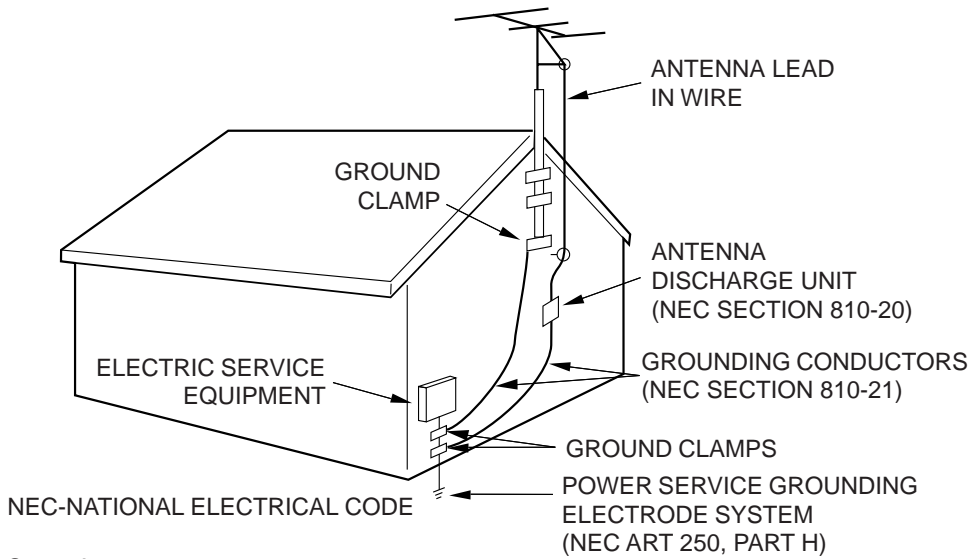 ANTENNA LEAD
IN WIRE
GROUND
CLAMP
ANTENNA
DISCHARGE UNIT
(NEC SECTION 810-20)
ELECTRIC SERVICE
EQUIPMENT
GROUNDING CONDUCTORS
(NEC SECTION 810-21)
GROUND CLAMPS
NEC-NATIONAL ELECTRICAL CODE
POWER SERVICE GROUNDING
ELECTRODE SYSTEM
(NEC ART 250, PART H)